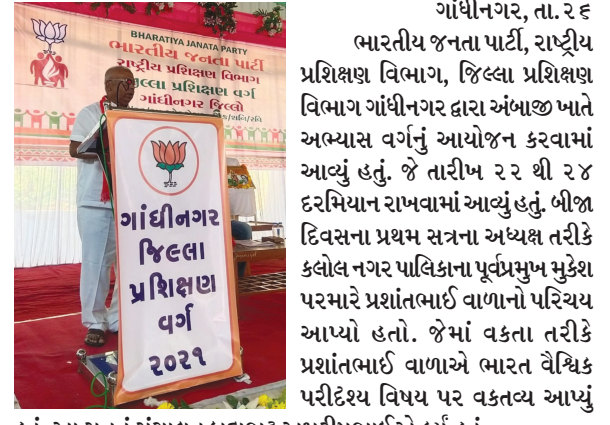 BHARATIYA JANATA PARTY
ભારતીય જનતા પાર્ટી
રાષ્ટ્રીય પ્રશિક્ષણ વિભાગ
જીલ્લા પ્રશિક્ષણ વર્ગ
ગાંધીનગર જિલ્લો
ગાંધીનગર
જિલ્લા
પ્રશિક્ષણ
વર્ગ
૨૦૨૧
ગાંધીનગર, તા.૨૬
ભારતીય જનતા પાર્ટી, રાષ્ટ્રીય
પ્રશિક્ષણ વિભાગ, જિલ્લા પ્રશિક્ષણ
વિભાગ ગાંધીનગર દ્વારા અંબાજી ખાતે
અભ્યાસ વર્ગનું આયોજન કરવામાં
આવ્યું હતું. જે તારીખ ૨૨ થી ૨૪
દરમિયાન રાખવામાં આવ્યું હતું. બીજા
દિવસના પ્રથમ સત્રના અધ્યક્ષ તરીકે
કલોલ નગર પાલિકાના પૂર્વપ્રમુખ મુકેશ
પરમારે પ્રશાંતભાઈ વાળાનો પરિચય
આપ્યો હતો. જેમાં વકતા તરીકે
પ્રશાંતભાઈ વાળાએ ભારત વૈશ્વિક
પરીદૃશ્ય વિષય પર વકતવ્ય આપ્યું